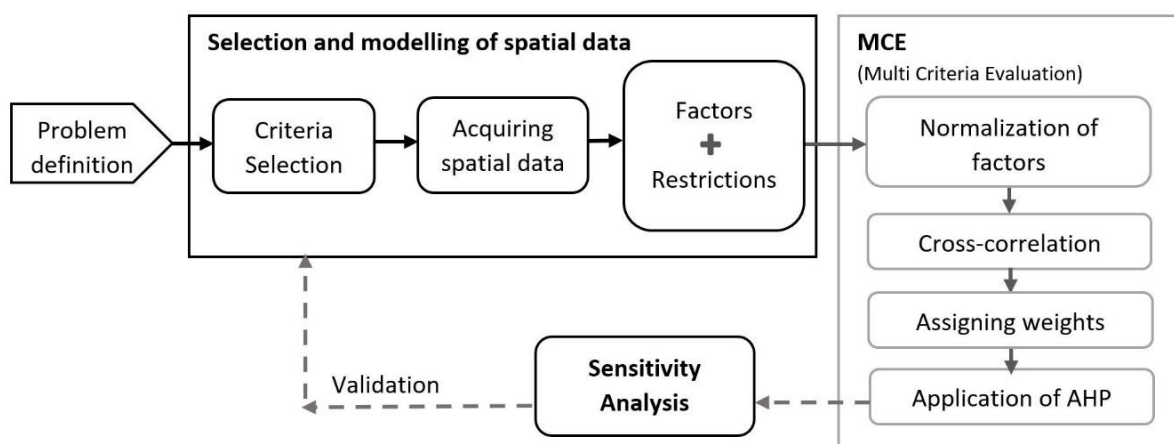 Selection and modelling of spatial data
Problem
definition
Criteria
Selection
Acquiring
spatial data
Factors
+
Restrictions
MCE
(Multi Criteria Evaluation)
Normalization of
factors
Cross-correlation
Assigning weights
Application of AHP
Sensitivity
Analysis
Validation